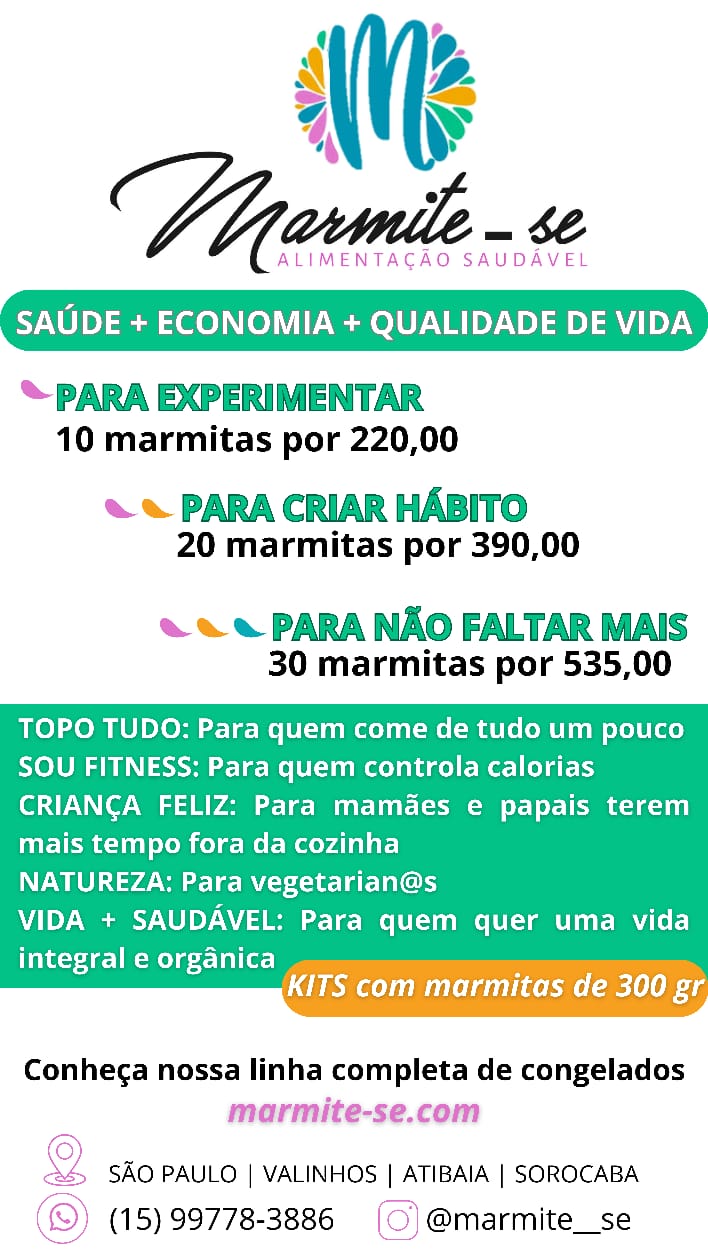 M
Marmite-se
ALIMENTAÇÃO SAUDÁVEL
SAÚDE + ECONOMIA + QUALIDADE DE VIDA
PARA EXPERIMENTAR
10 marmitas por 220,00
PARA CRIAR HÁBITO
20 marmitas por 390,00
PARA NÃO FALTAR MAIS
30 marmitas por 535,00
TOPO TUDO: Para quem come de tudo um pouco
SOU FITNESS: Para quem controla calorias
CRIANÇA FELIZ: Para mamães e papais terem
mais tempo fora da cozinha
NATUREZA: Para vegetarian@s
VIDA + SAUDÁVEL: Para quem quer uma vida
integral e orgânica
KITS com marmitas de 300 gr
Conheça nossa linha completa de congelados
marmite-se.com
SÃO PAULO | VALINHOS | ATIBAIA | SOROCABA
(15) 99778-3886
@marmite__se